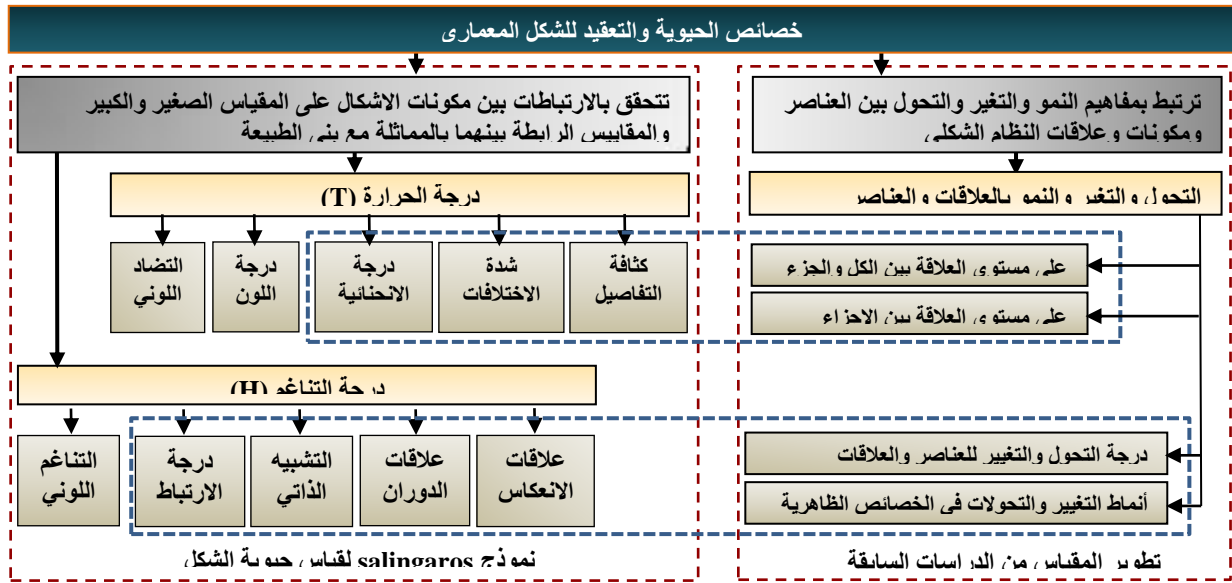 خصائص الحيوية والتعقيد للشكل المعماري
ترتبط بمفاهيم النمو والتغير والتحول بين العناصر
ومكونات وعلاقات النظام الشكلي
التحول والتغير والنمو بالعلاقات والعناصر
على مستوى العلاقة بين الكل والجزء
على مستوى العلاقة بين الاجزاء
درجة التحول والتغيير للعناصر والعلاقات
أنماط التغيير والتحولات في الخصائص الظاهرية
تطوير المقياس من الدراسات السابقة
تتحقق بالارتباطات بين مكونات الاشكال على المقياس الصغير والكبير
والمقاييس الرابطة بينهما بالمماثلة مع بنى الطبيعة
درجة الحرارة (T)
كثافة
التفاصيل
شدة
الاختلافات
درجة
الانحنائية
درجة
اللون
التضاد
اللوني
درجة التناغم (H)
علاقات
الانعكاس
علاقات
الدوران
التشبيه
الذاتي
درجة
الارتباط
التناغم
اللوني
نموذج salingaros لقياس حيوية الشكل